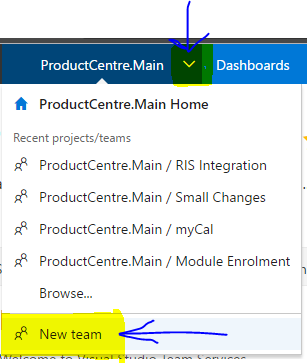 ProductCentre.Main Dashboards
ProductCentre.Main Home
Recent projects/teams
ProductCentre.Main / RIS Integration
ProductCentre.Main / Small Changes
ProductCentre.Main / myCal
ProductCentre.Main / Module Enrolment
Browse...
New team
Welcome to Visual Studio Team Services